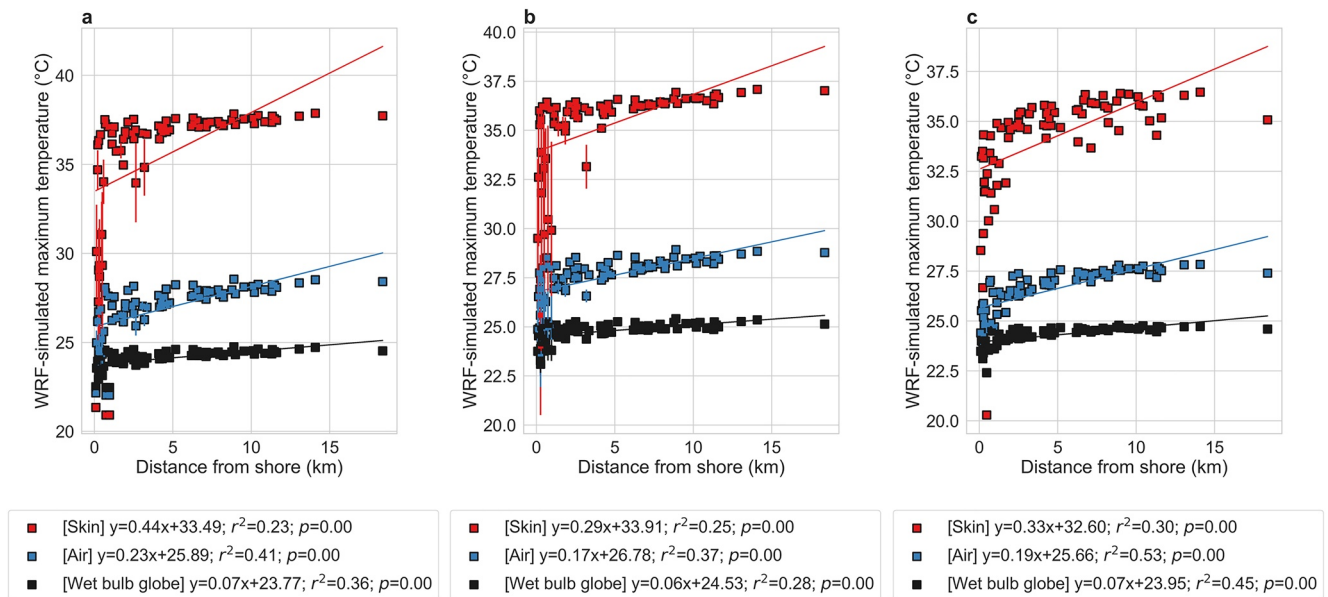 a
WRF-simulated maximum temperature (°C)
40
35
30
25
20
0 5 10 15
Distance from shore (km)
[Skin] y=0.44x+33.49; r²=0.23; p=0.00
[Air] y=0.23x+25.89; r²=0.41; p=0.00
[Wet bulb globe] y=0.07x+23.77; r²=0.36; p=0.00
b
WRF-simulated maximum temperature (°C)
40.0
37.5
35.0
32.5
30.0
27.5
25.0
22.5
20.0
0 5 10 15
Distance from shore (km)
[Skin] y=0.29x+33.91; r²=0.25; p=0.00
[Air] y=0.17x+26.78; r²=0.37; p=0.00
[Wet bulb globe] y=0.06x+24.53; r²=0.28; p=0.00
c
WRF-simulated maximum temperature (°C)
37.5
35.0
32.5
30.0
27.5
25.0
22.5
20.0
0 5 10 15
Distance from shore (km)
[Skin] y=0.33x+32.60; r²=0.30; p=0.00
[Air] y=0.19x+25.66; r²=0.53; p=0.00
[Wet bulb globe] y=0.07x+23.95; r²=0.45; p=0.00